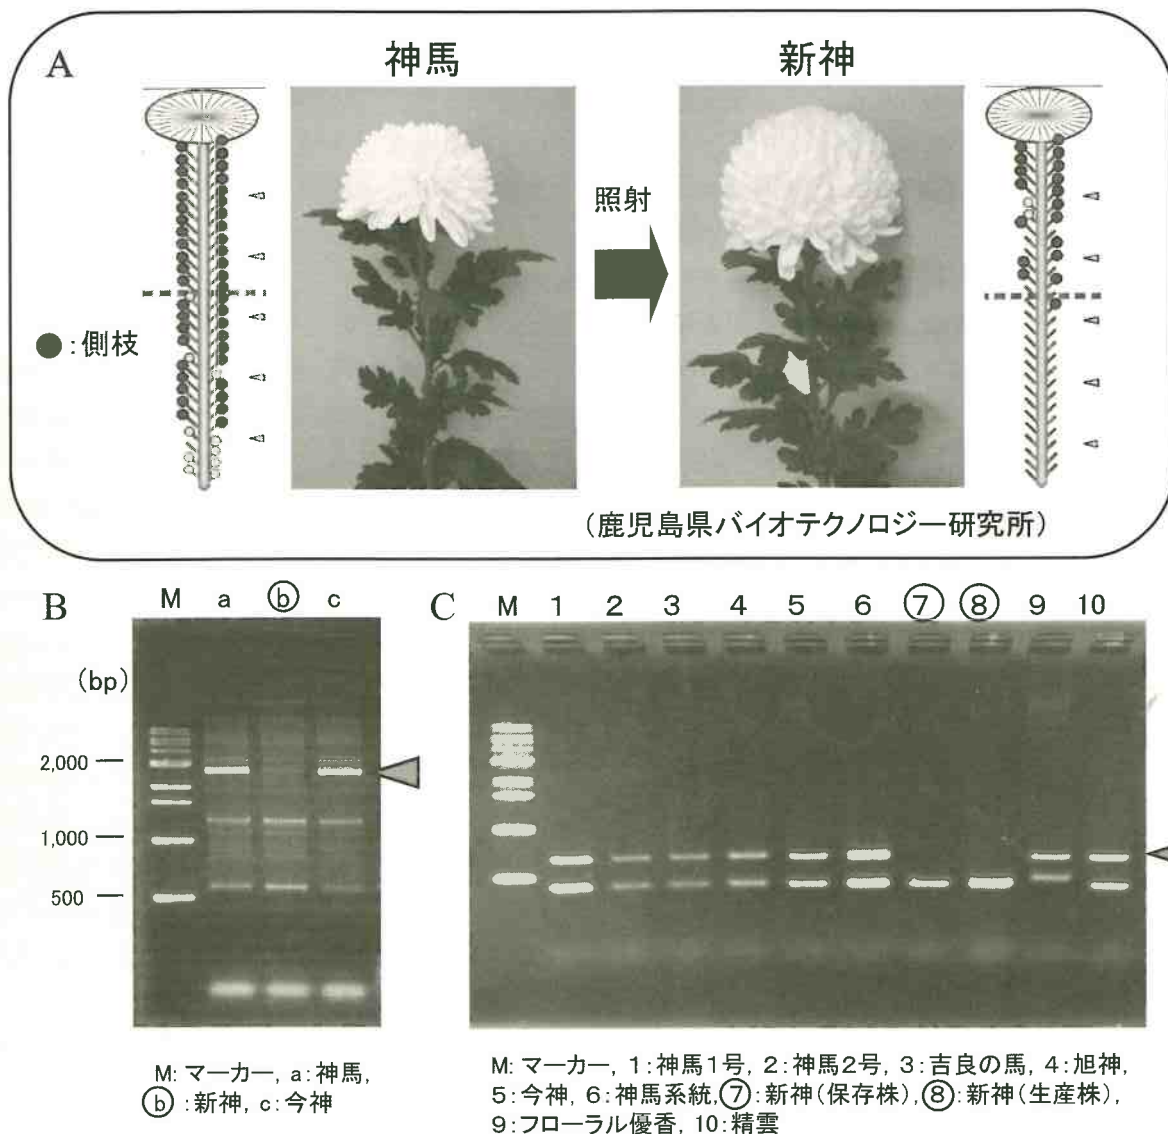 A
神馬
新神
照射
●:側枝
(鹿児島県バイオテクノロジー研究所)
B
M a ⓑ c
(bp)
2,000
1,000
500
M: マーカー, a:神馬,
ⓑ:新神, c:今神
C
M 1 2 3 4 5 6 ⑦ ⑧ 9 10
M: マーカー, 1:神馬1号, 2:神馬2号, 3:吉良の馬, 4:旭神,
5:今神, 6:神馬系統,⑦:新神(保存株),⑧:新神(生産株),
9:フローラル優香, 10:精雲